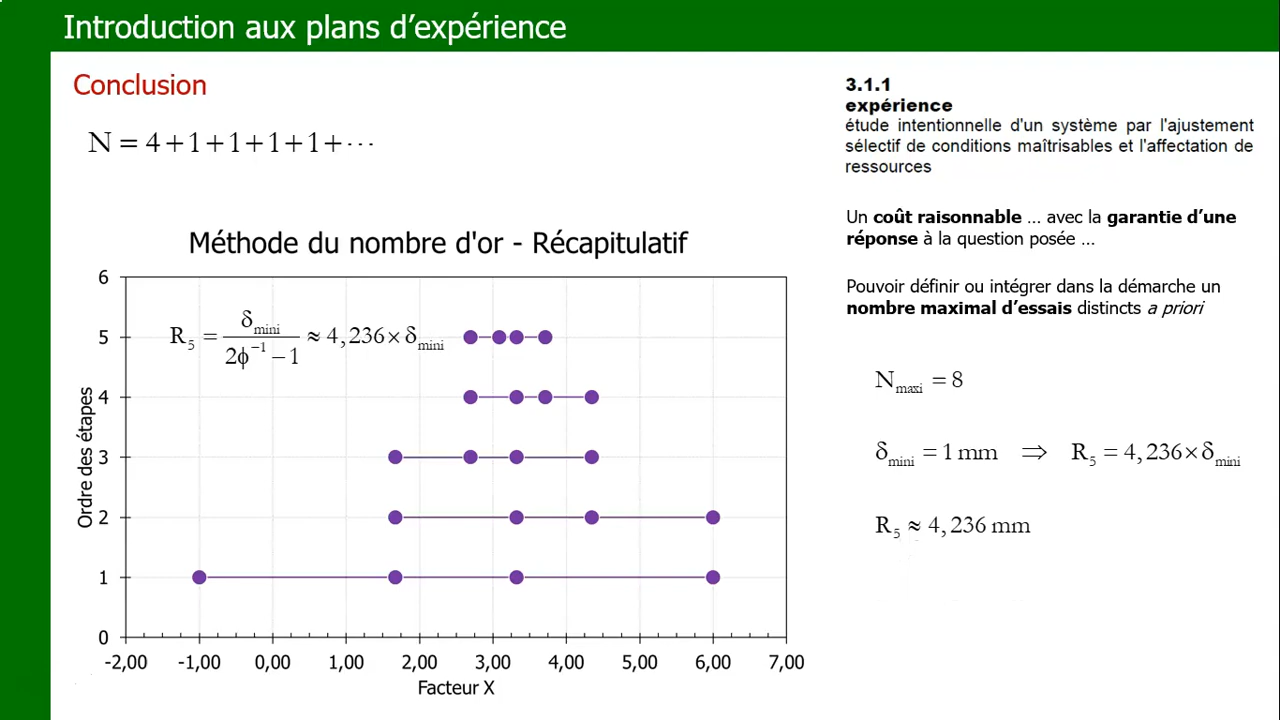 Introduction aux plans d’expérience
Conclusion
N = 4+1+1+1+1+⋯
Méthode du nombre d'or - Récapitulatif
6
5
4
3
2
1
0
Ordre des étapes
R₅ = δmini / (2ϕ⁻¹ − 1) ≈ 4,236×δmini
-2,00 -1,00 0,00 1,00 2,00 3,00 4,00 5,00 6,00 7,00
Facteur X
3.1.1
expérience
étude intentionnelle d'un système par l'ajustement
sélectif de conditions maîtrisables et l'affectation de
ressources
Un coût raisonnable ... avec la garantie d’une
réponse à la question posée ...
Pouvoir définir ou intégrer dans la démarche un
nombre maximal d’essais distincts a priori
Nmaxi = 8
δmini = 1 mm ⇒ R₅ = 4,236×δmini
R₅ ≈ 4,236 mm